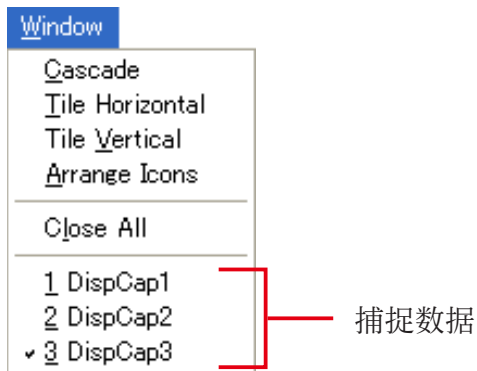 Window
Cascade
Tile Horizontal
Tile Vertical
Arrange Icons
Close All
1 DispCap1
2 DispCap2
✓ 3 DispCap3
捕捉数据